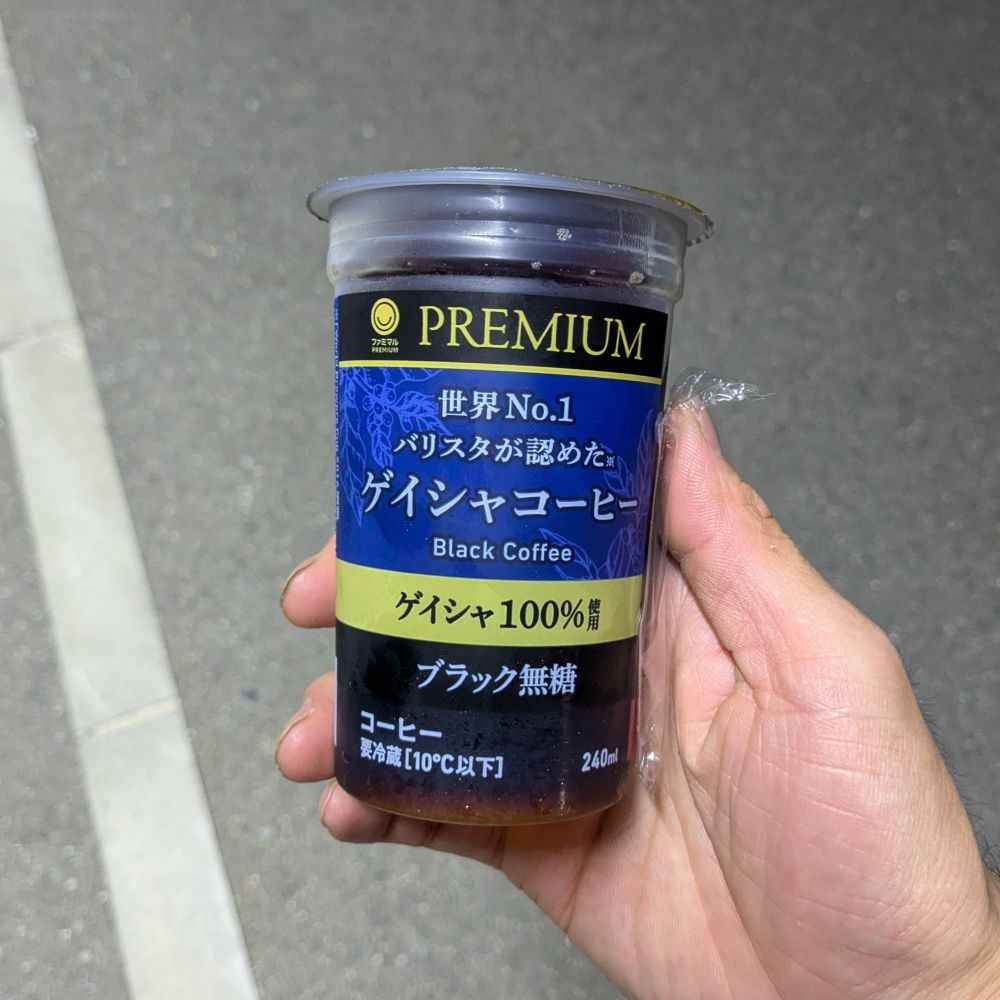 ファミマル
PREMIUM
PREMIUM
世界No.1
バリスタが認めた※
ゲイシャコーヒー
Black Coffee
ゲイシャ100%使用
ブラック無糖
コーヒー
要冷蔵[10℃以下]
240ml